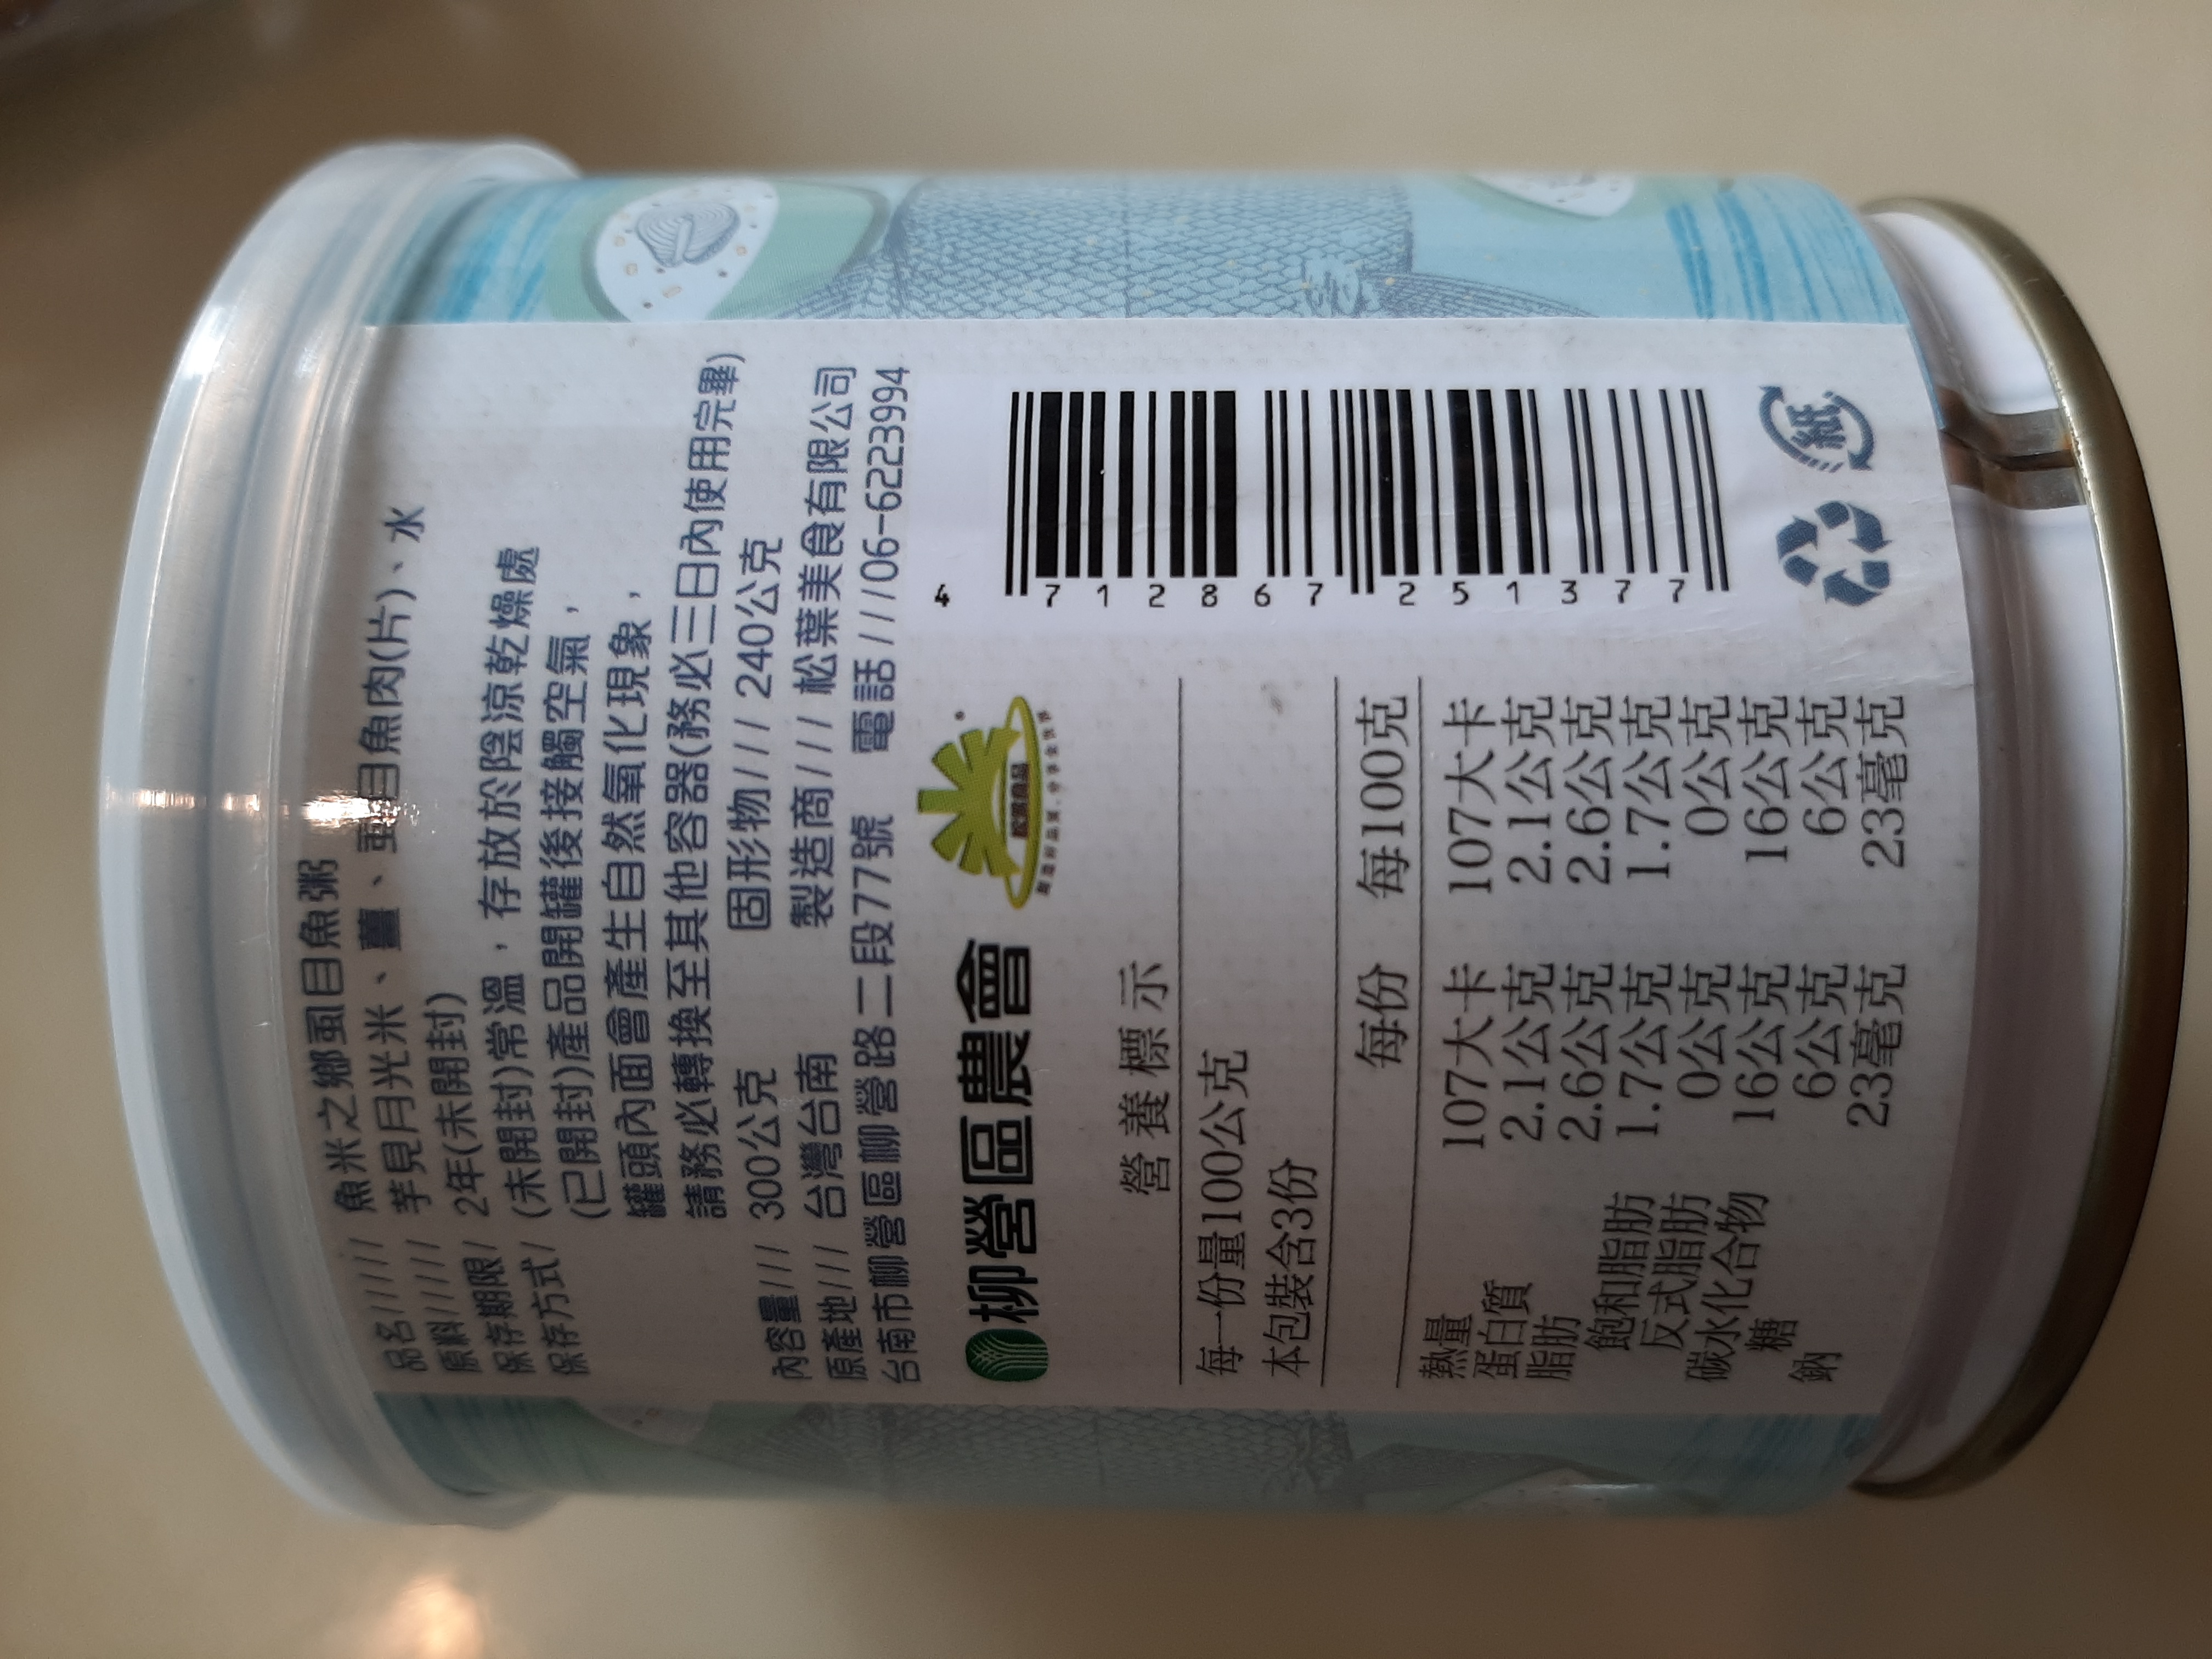 品名///// 魚米之鄉虱目魚粥
原料///// 芋見月光米、薑、虱目魚肉(片)、水
保存期限/ 2年(未開封)
保存方式/ (未開封)常溫，存放於陰涼乾燥處
(已開封)產品開罐後接觸空氣，
罐頭內面會產生自然氧化現象，
請務必轉換至其他容器(務必三日內使用完畢)
內容量/// 300公克 固形物/// 240公克
原產地/// 台灣台南 製造商/// 松葉美食有限公司
台南市柳營區柳營路二段77號 電話///06-6223994
柳營區農會
4 712867 251377
營養標示
每一份量100公克
本包裝含3份
每份 每100克
熱量 107大卡 107大卡
蛋白質 2.1公克 2.1公克
脂肪 2.6公克 2.6公克
飽和脂肪 1.7公克 1.7公克
反式脂肪 0公克 0公克
碳水化合物 16公克 16公克
糖 6公克 6公克
鈉 23毫克 23毫克
紙